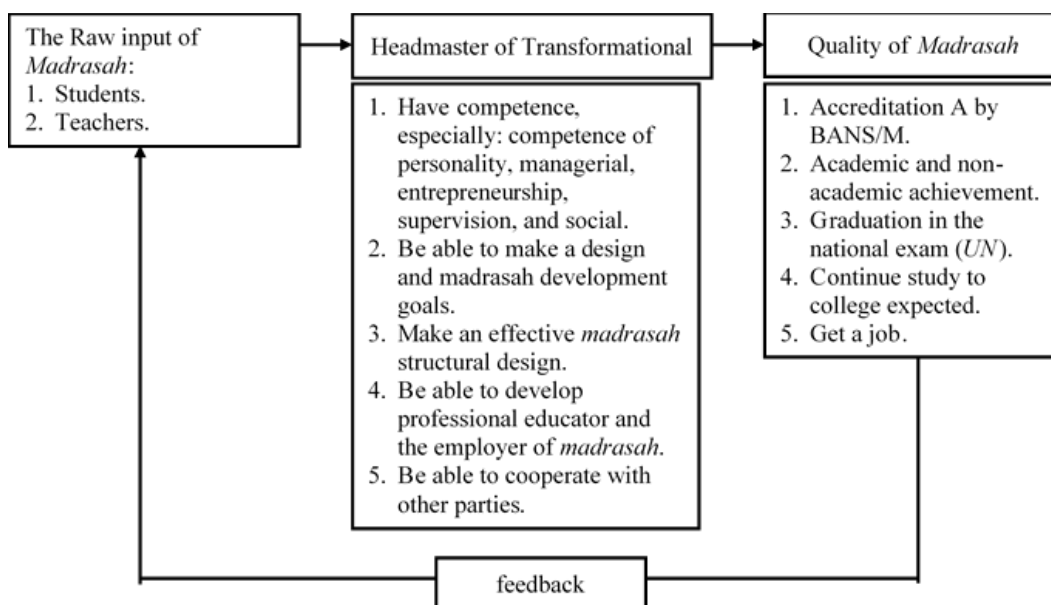 The Raw input of
Madrasah:
1. Students.
2. Teachers.
Headmaster of Transformational
1. Have competence,
especially: competence of
personality, managerial,
entrepreneurship,
supervision, and social.
2. Be able to make a design
and madrasah development
goals.
3. Make an effective madrasah
structural design.
4. Be able to develop
professional educator and
the employer of madrasah.
5. Be able to cooperate with
other parties.
Quality of Madrasah
1. Accreditation A by
BANS/M.
2. Academic and non-
academic achievement.
3. Graduation in the
national exam (UN).
4. Continue study to
college expected.
5. Get a job.
feedback